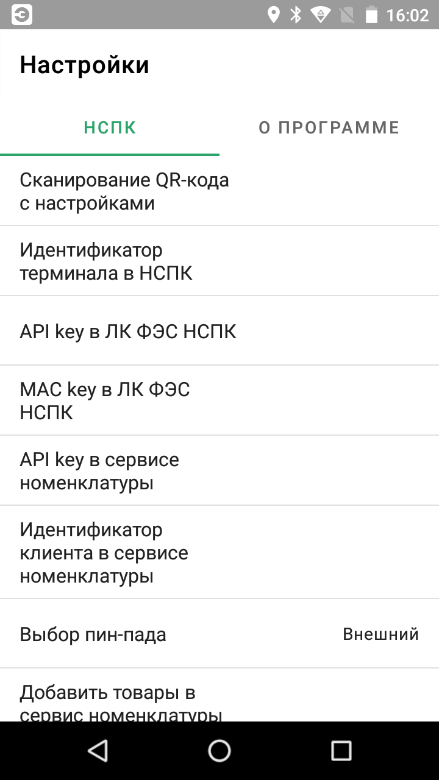 16:02
Настройки
НСПК
О ПРОГРАММЕ
Сканирование QR-кода
с настройками
Идентификатор
терминала в НСПК
API key в ЛК ФЭС НСПК
MAC key в ЛК ФЭС
НСПК
API key в сервисе
номенклатуры
Идентификатор
клиента в сервисе
номенклатуры
Выбор пин-пада
Внешний
Добавить товары в
сервис номенклатуры